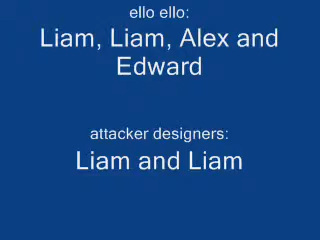 ello ello:
Liam, Liam, Alex and
Edward
attacker designers:
Liam and Liam